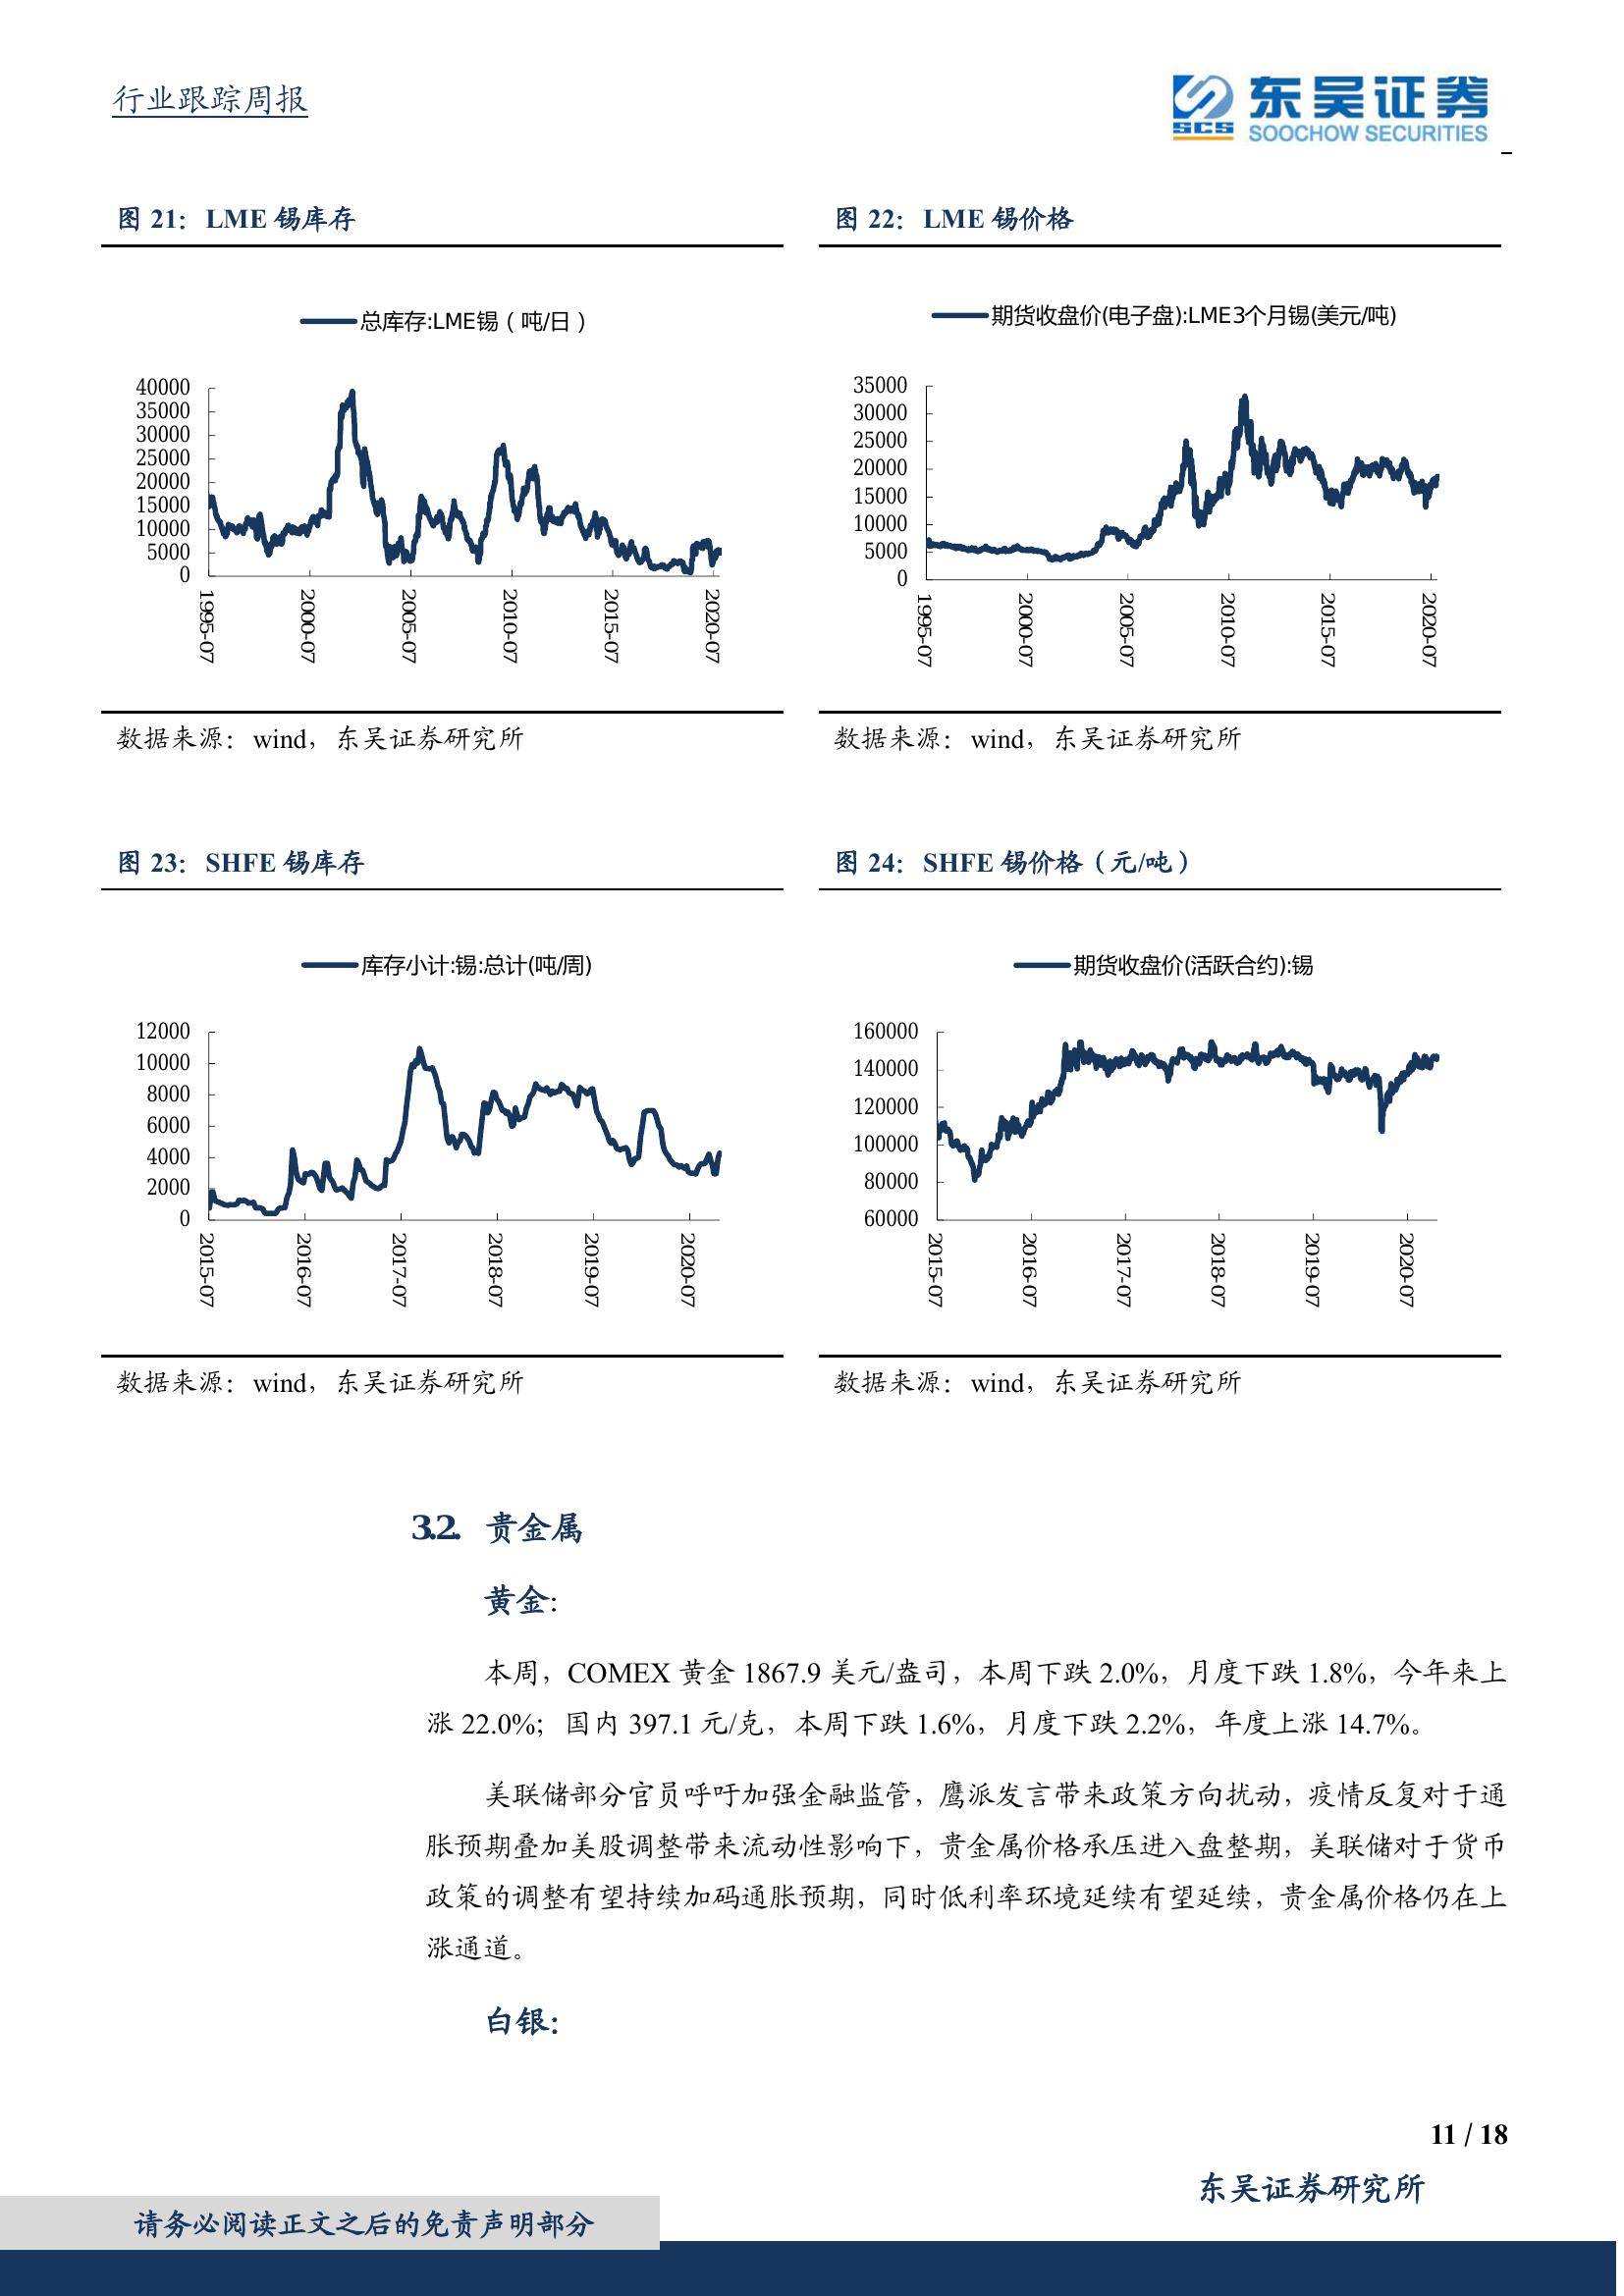 行业跟踪周报
东吴证券
SCS
SOOCHOW SECURITIES
图 21： LME 锡库存
图 22： LME 锡价格
总库存:LME锡（吨/日）
40000
35000
30000
25000
20000
15000
10000
5000
0
1995-07
2000-07
2005-07
2010-07
2015-07
2020-07
期货收盘价(电子盘):LME3个月锡(美元/吨)
35000
30000
25000
20000
15000
10000
5000
0
1995-07
2000-07
2005-07
2010-07
2015-07
2020-07
数据来源：wind，东吴证券研究所
数据来源：wind，东吴证券研究所
图 23： SHFE 锡库存
图 24： SHFE 锡价格（元/吨）
库存小计:锡:总计(吨/周)
12000
10000
8000
6000
4000
2000
0
2015-07
2016-07
2017-07
2018-07
2019-07
2020-07
期货收盘价(活跃合约):锡
160000
140000
120000
100000
80000
60000
2015-07
2016-07
2017-07
2018-07
2019-07
2020-07
数据来源：wind，东吴证券研究所
数据来源：wind，东吴证券研究所
3.2. 贵金属
黄金：
本周，COMEX 黄金 1867.9 美元/盎司，本周下跌 2.0%，月度下跌 1.8%，今年来上
涨 22.0%；国内 397.1 元/克，本周下跌 1.6%，月度下跌 2.2%，年度上涨 14.7%。
美联储部分官员呼吁加强金融监管，鹰派发言带来政策方向扰动，疫情反复对于通
胀预期叠加美股调整带来流动性影响下，贵金属价格承压进入盘整期，美联储对于货币
政策的调整有望持续加码通胀预期，同时低利率环境延续有望延续，贵金属价格仍在上
涨通道。
白银：
11 / 18
东吴证券研究所
请务必阅读正文之后的免责声明部分